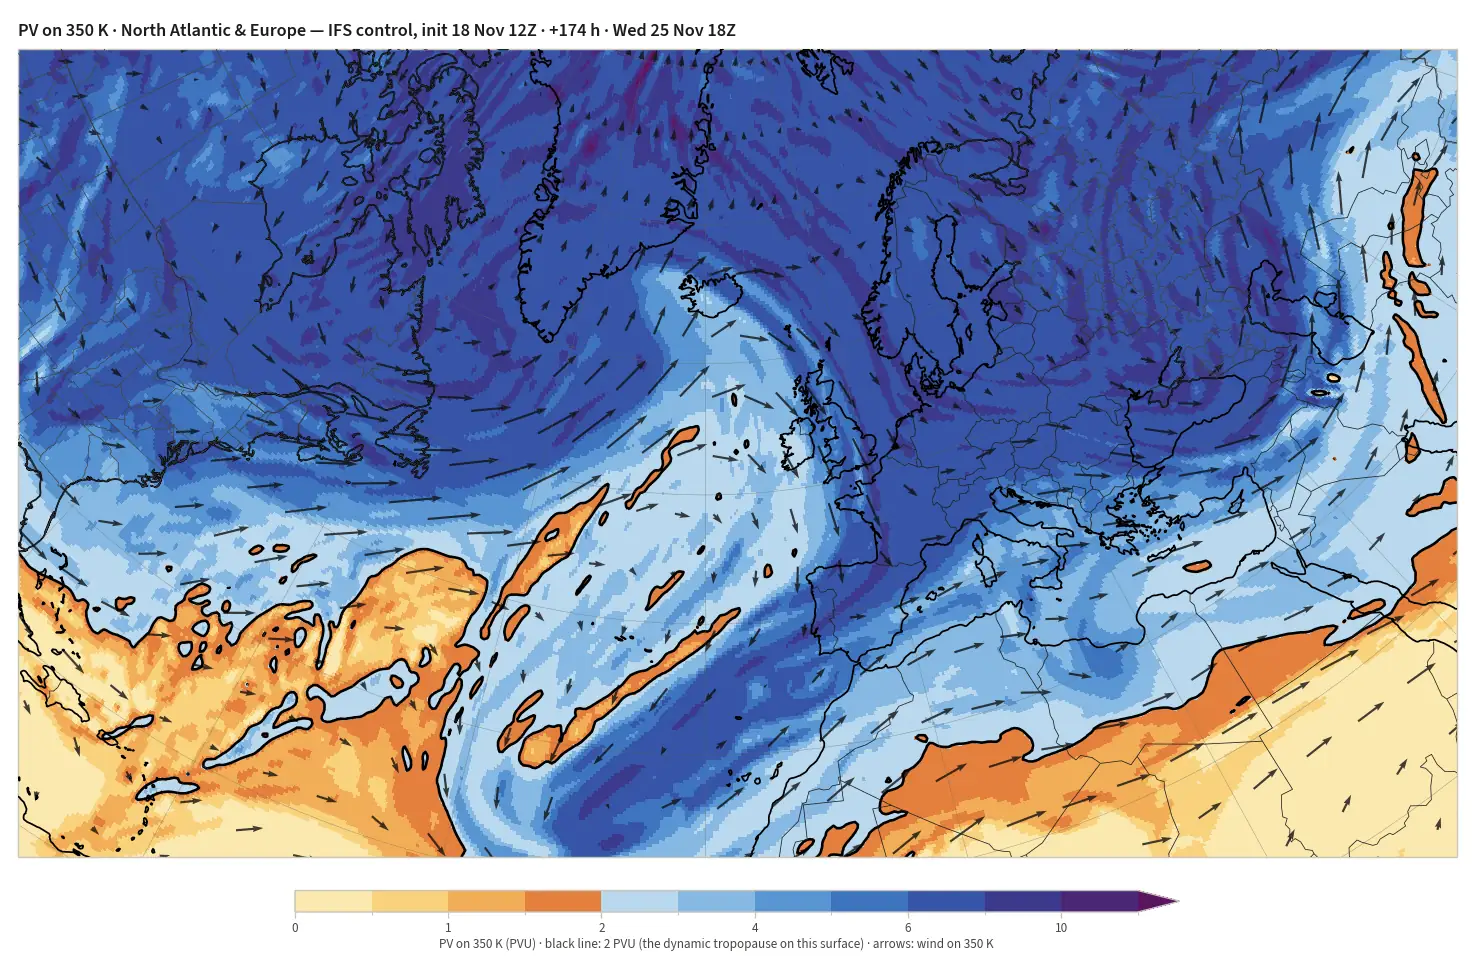 PV on 350 K · North Atlantic & Europe — IFS control, init 18 Nov 12Z · +174 h · Wed 25 Nov 18Z
0 1 2 4 6 10
PV on 350 K (PVU) · black line: 2 PVU (the dynamic tropopause on this surface) · arrows: wind on 350 K